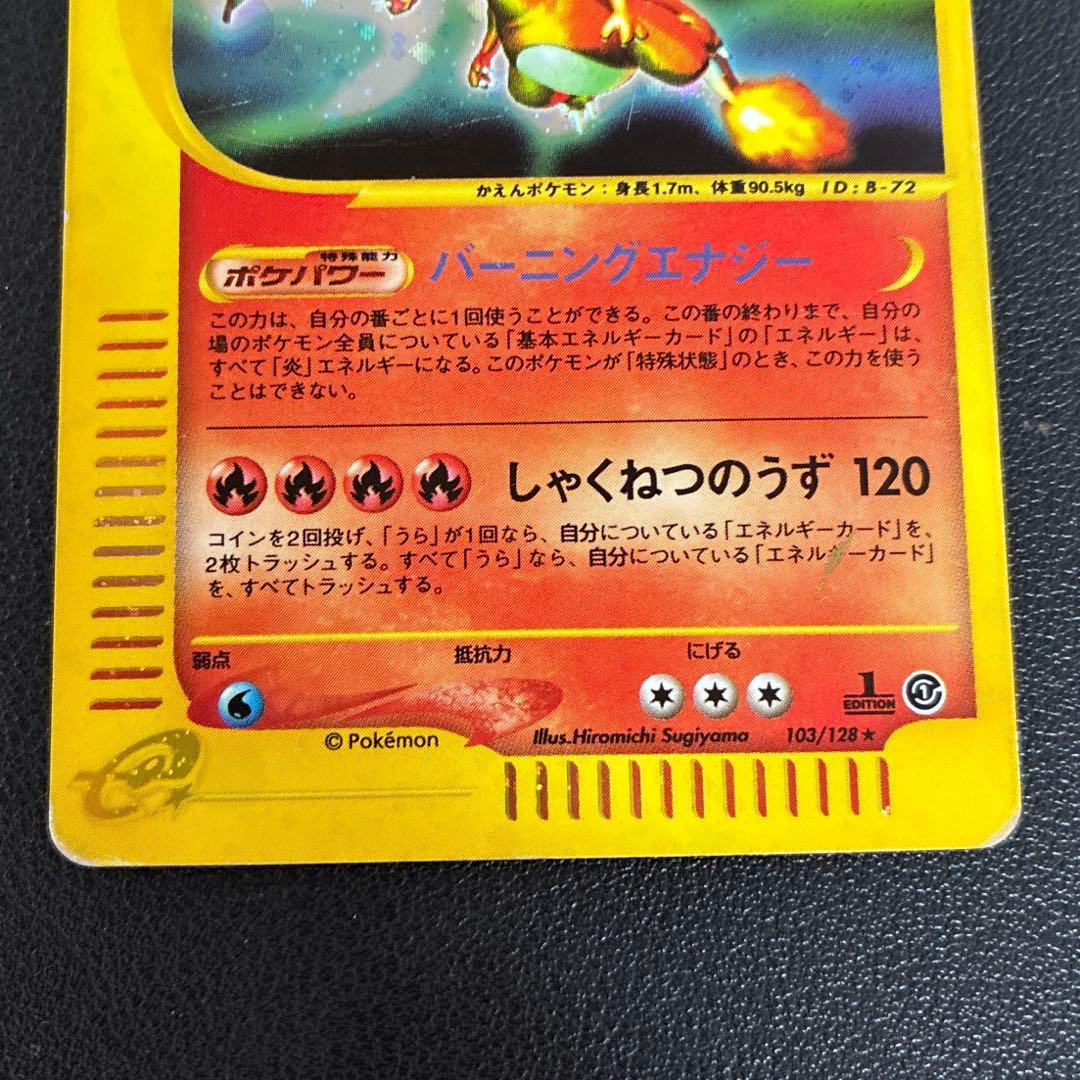 かえんポケモン：身長1.7m、体重90.5kg ID：B-72
特殊能力
ポケパワー バーニングエナジー
この力は、自分の番ごとに1回使うことができる。この番の終わりまで、自分の
場のポケモン全員についている「基本エネルギーカード」の「エネルギー」は、
すべて「炎」エネルギーになる。このポケモンが「特殊状態」のとき、この力を使う
ことはできない。
しゃくねつのうず 120
コインを2回投げ、「うら」が1回なら、自分についている「エネルギーカード」を、
2枚トラッシュする。すべて「うら」なら、自分についている「エネルギーカード」
を、すべてトラッシュする。
弱点 抵抗力 にげる
1
EDITION
© Pokémon Illus.Hiromichi Sugiyama 103/128 ★